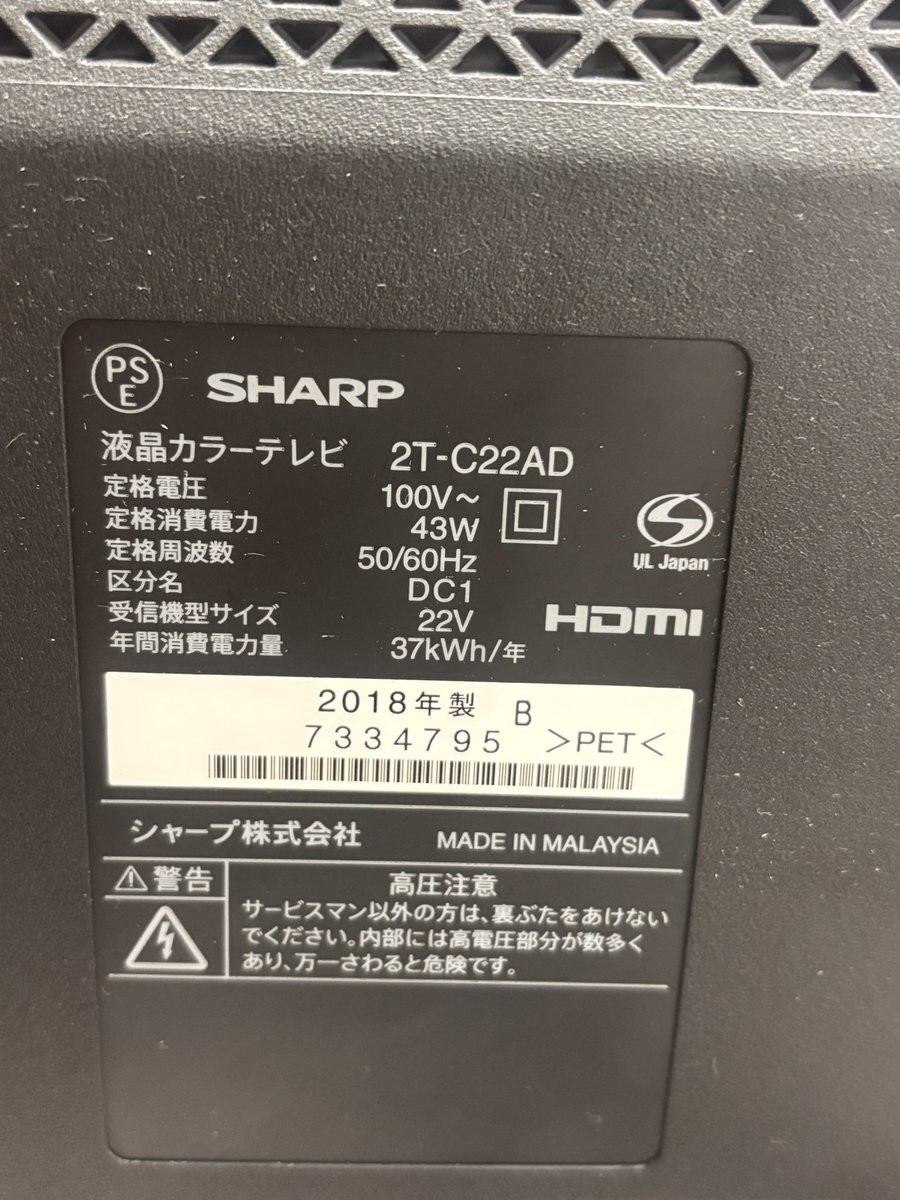 PS
E
SHARP
液晶カラーテレビ 2T-C22AD
定格電圧 100V～
定格消費電力 43W
定格周波数 50/60Hz
区分名 DC1
受信機型サイズ 22V
年間消費電力量 37kWh/年
UL Japan
HDMI
2018年製 B
7334795 >PET<
シャープ株式会社 MADE IN MALAYSIA
⚠警告
高圧注意
サービスマン以外の方は、裏ぶたをあけない
でください。内部には高電圧部分が数多く
あり、万一さわると危険です。